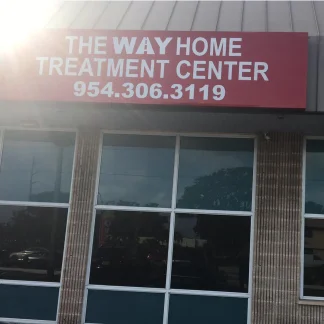 THE WAY HOME
TREATMENT CENTER
954.306.3119